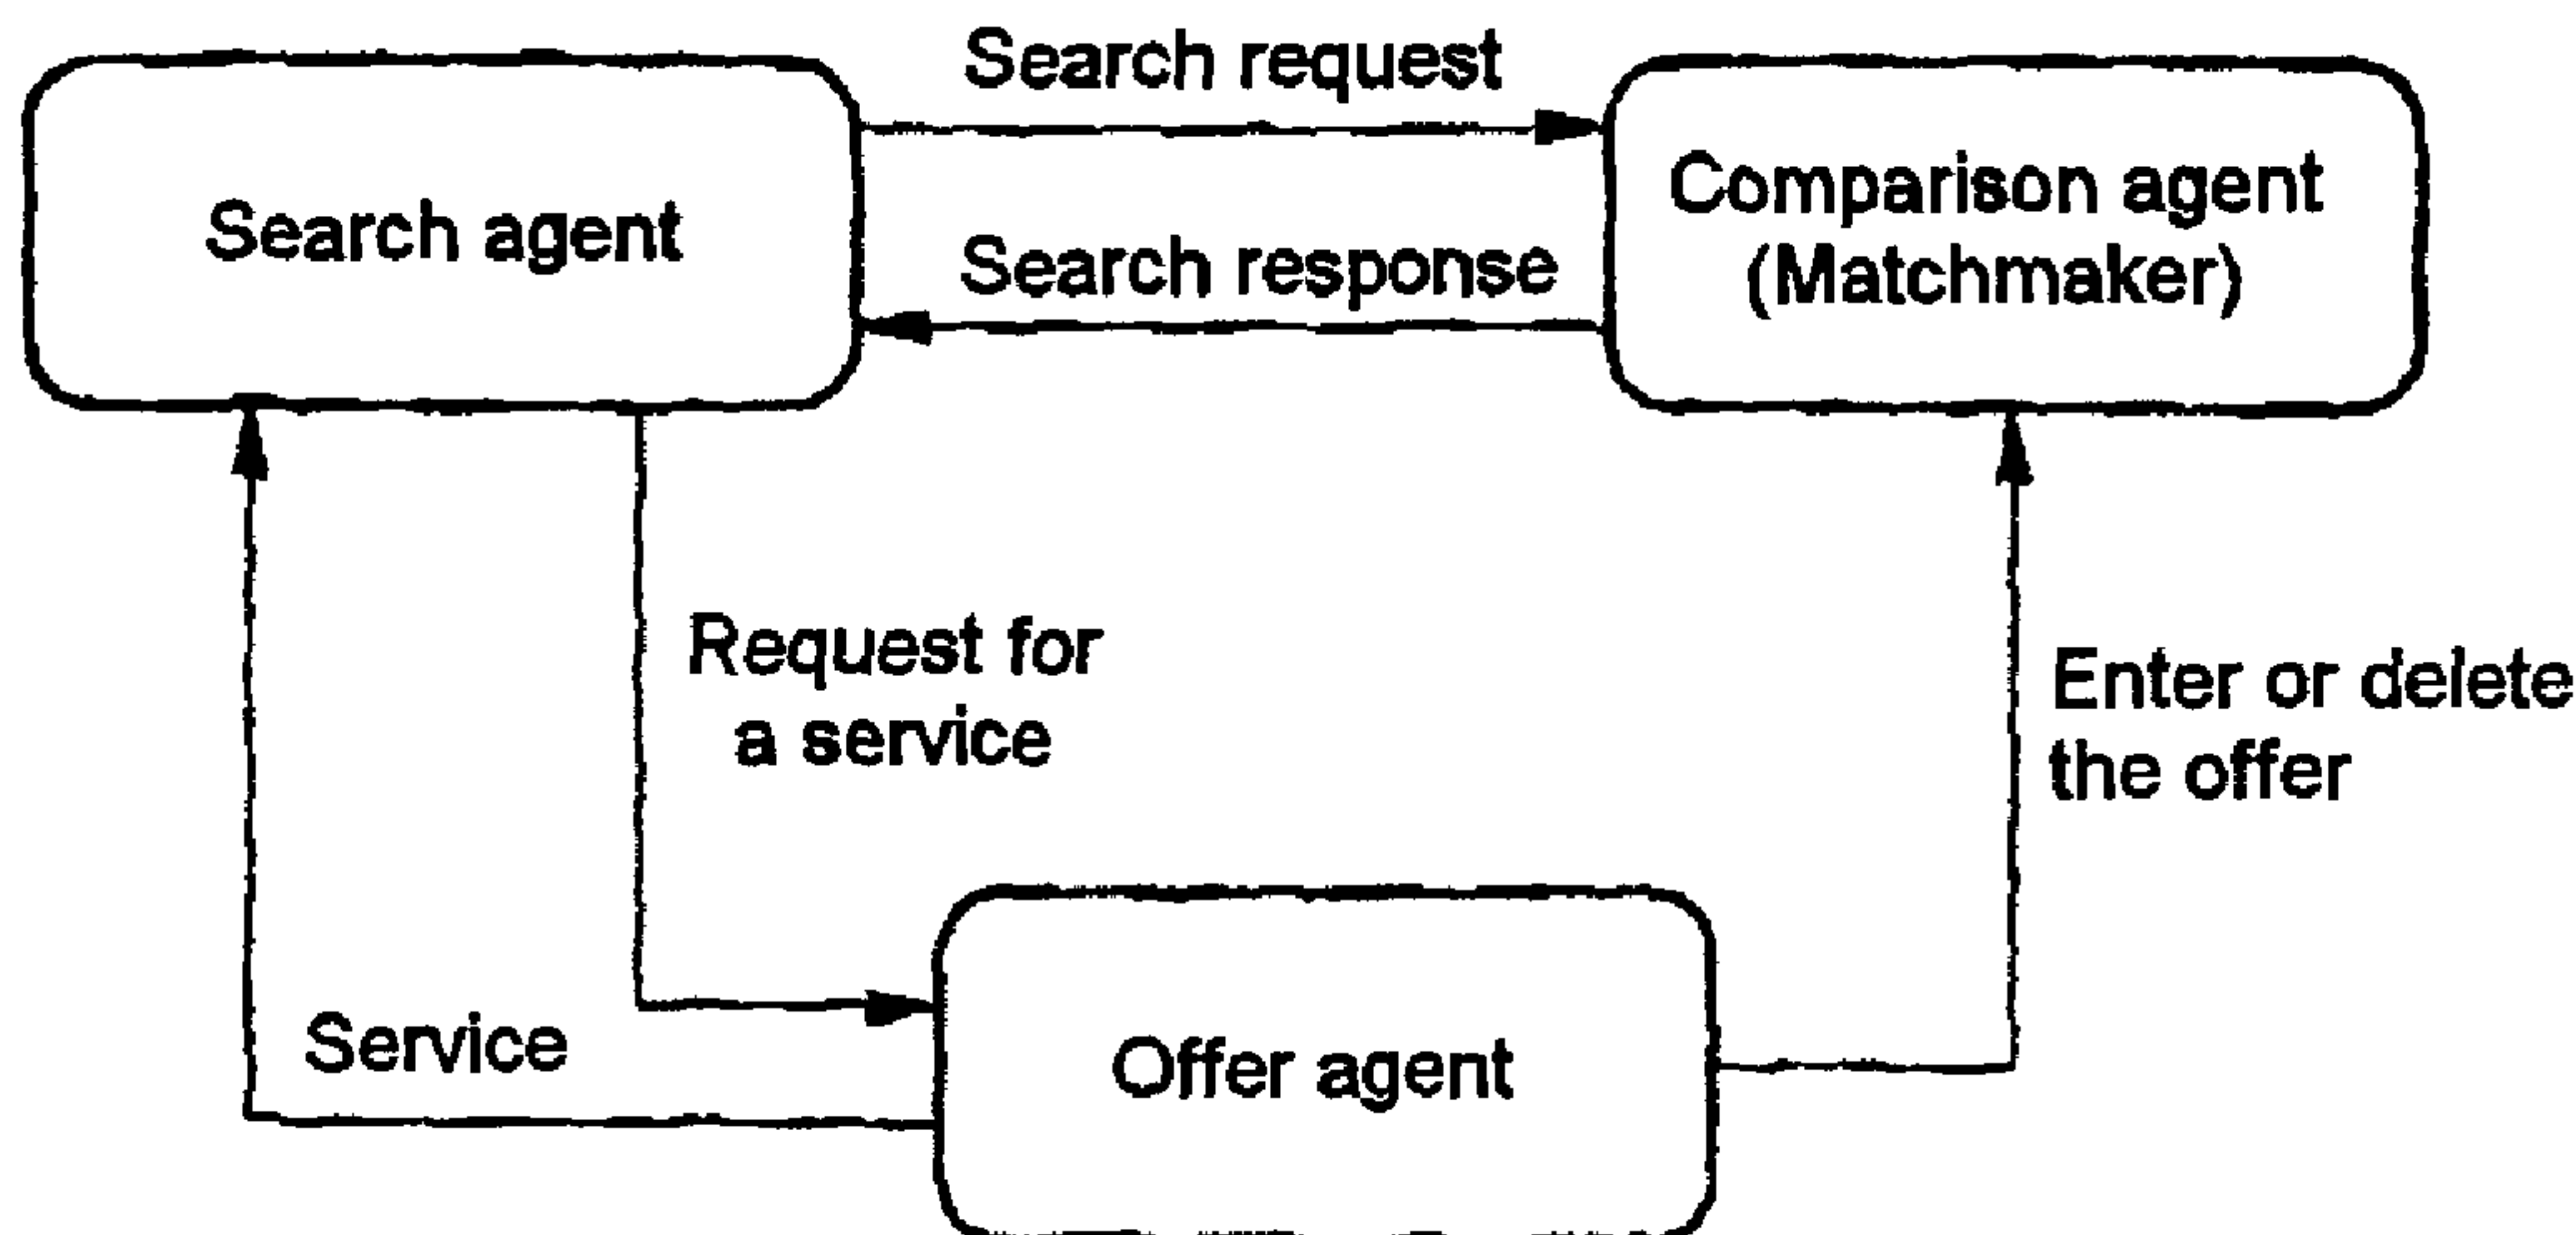 Search request
Search agent
Comparison agent
(Matchmaker)
Search response
Request for
a service
Enter or delete
the offer
Service
Offer agent